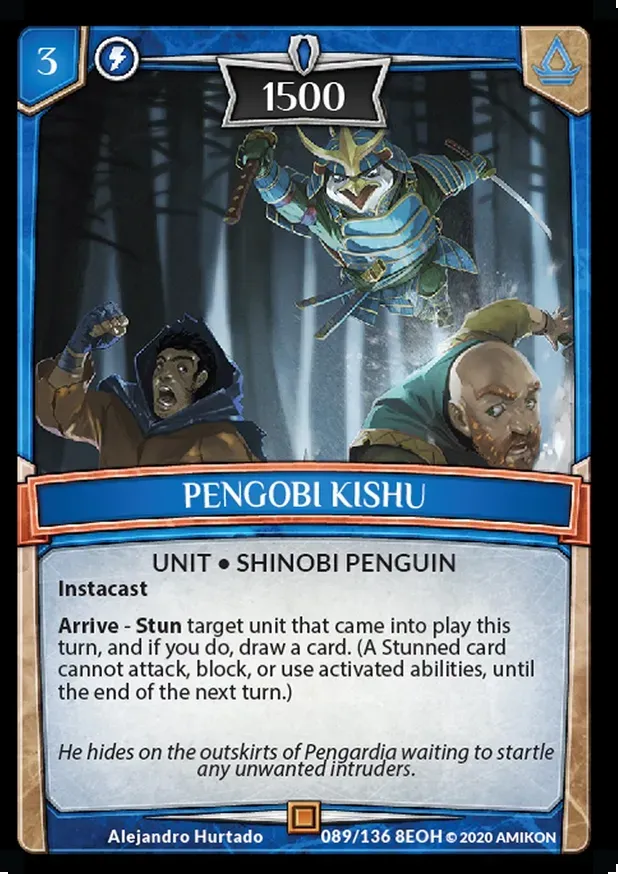 3
1500
PENGOBI KISHU
UNIT • SHINOBI PENGUIN
Instacast
Arrive - Stun target unit that came into play this
turn, and if you do, draw a card. (A Stunned card
cannot attack, block, or use activated abilities, until
the end of the next turn.)
He hides on the outskirts of Pengardia waiting to startle
any unwanted intruders.
Alejandro Hurtado 089/136 8EOH © 2020 AMIKON